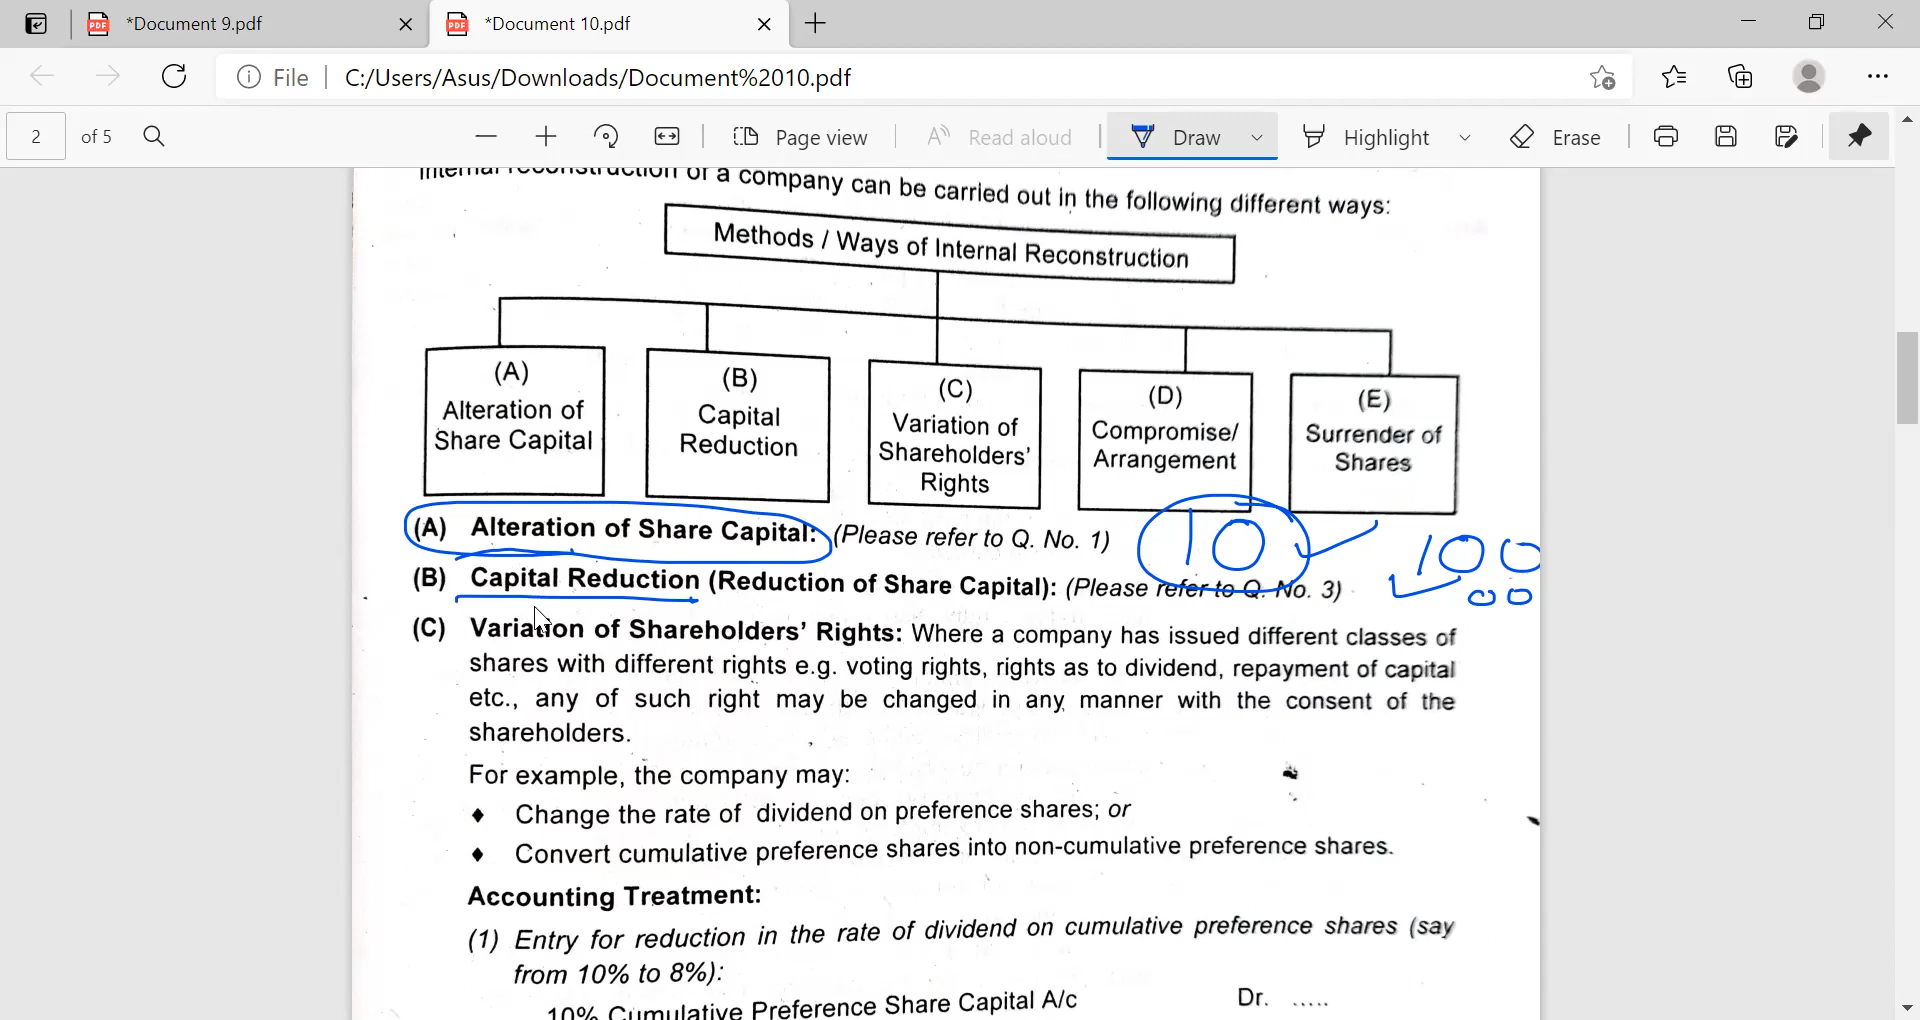 *Document 9.pdf
*Document 10.pdf
File
C:/Users/Asus/Downloads/Document%2010.pdf
2 of 5
Page view
Read aloud
Draw
Highlight
Erase
Internal reconstruction of a company can be carried out in the following different ways:
Methods / Ways of Internal Reconstruction
(A)
Alteration of
Share Capital
(B)
Capital
Reduction
(C)
Variation of
Shareholders'
Rights
(D)
Compromise/
Arrangement
(E)
Surrender of
Shares
(A) Alteration of Share Capital: (Please refer to Q. No. 1)
10
100
00
(B) Capital Reduction (Reduction of Share Capital): (Please refer to Q. No. 3)
(C) Variation of Shareholders' Rights: Where a company has issued different classes of
shares with different rights e.g. voting rights, rights as to dividend, repayment of capital
etc., any of such right may be changed in any manner with the consent of the
shareholders.
For example, the company may:
♦ Change the rate of dividend on preference shares; or
♦ Convert cumulative preference shares into non-cumulative preference shares.
Accounting Treatment:
(1) Entry for reduction in the rate of dividend on cumulative preference shares (say
from 10% to 8%):
10% Cumulative Preference Share Capital A/c Dr. .....